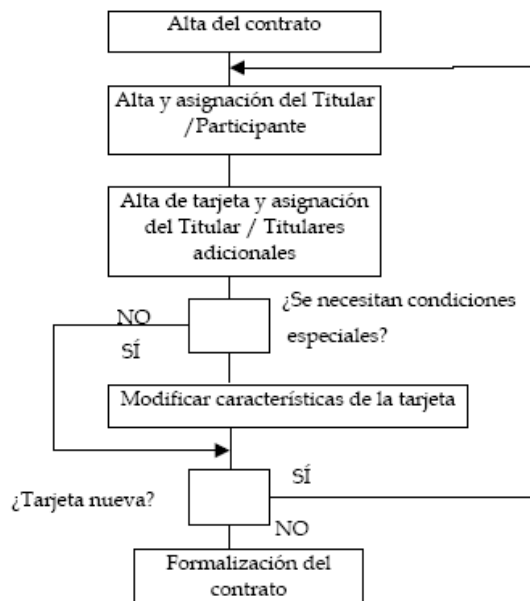 Alta del contrato
Alta y asignación del Titular
/Participante
Alta de tarjeta y asignación
del Titular / Titulares
adicionales
¿Se necesitan condiciones
especiales?
NO
SÍ
Modificar características de la tarjeta
¿Tarjeta nueva?
SÍ
NO
Formalización del
contrato